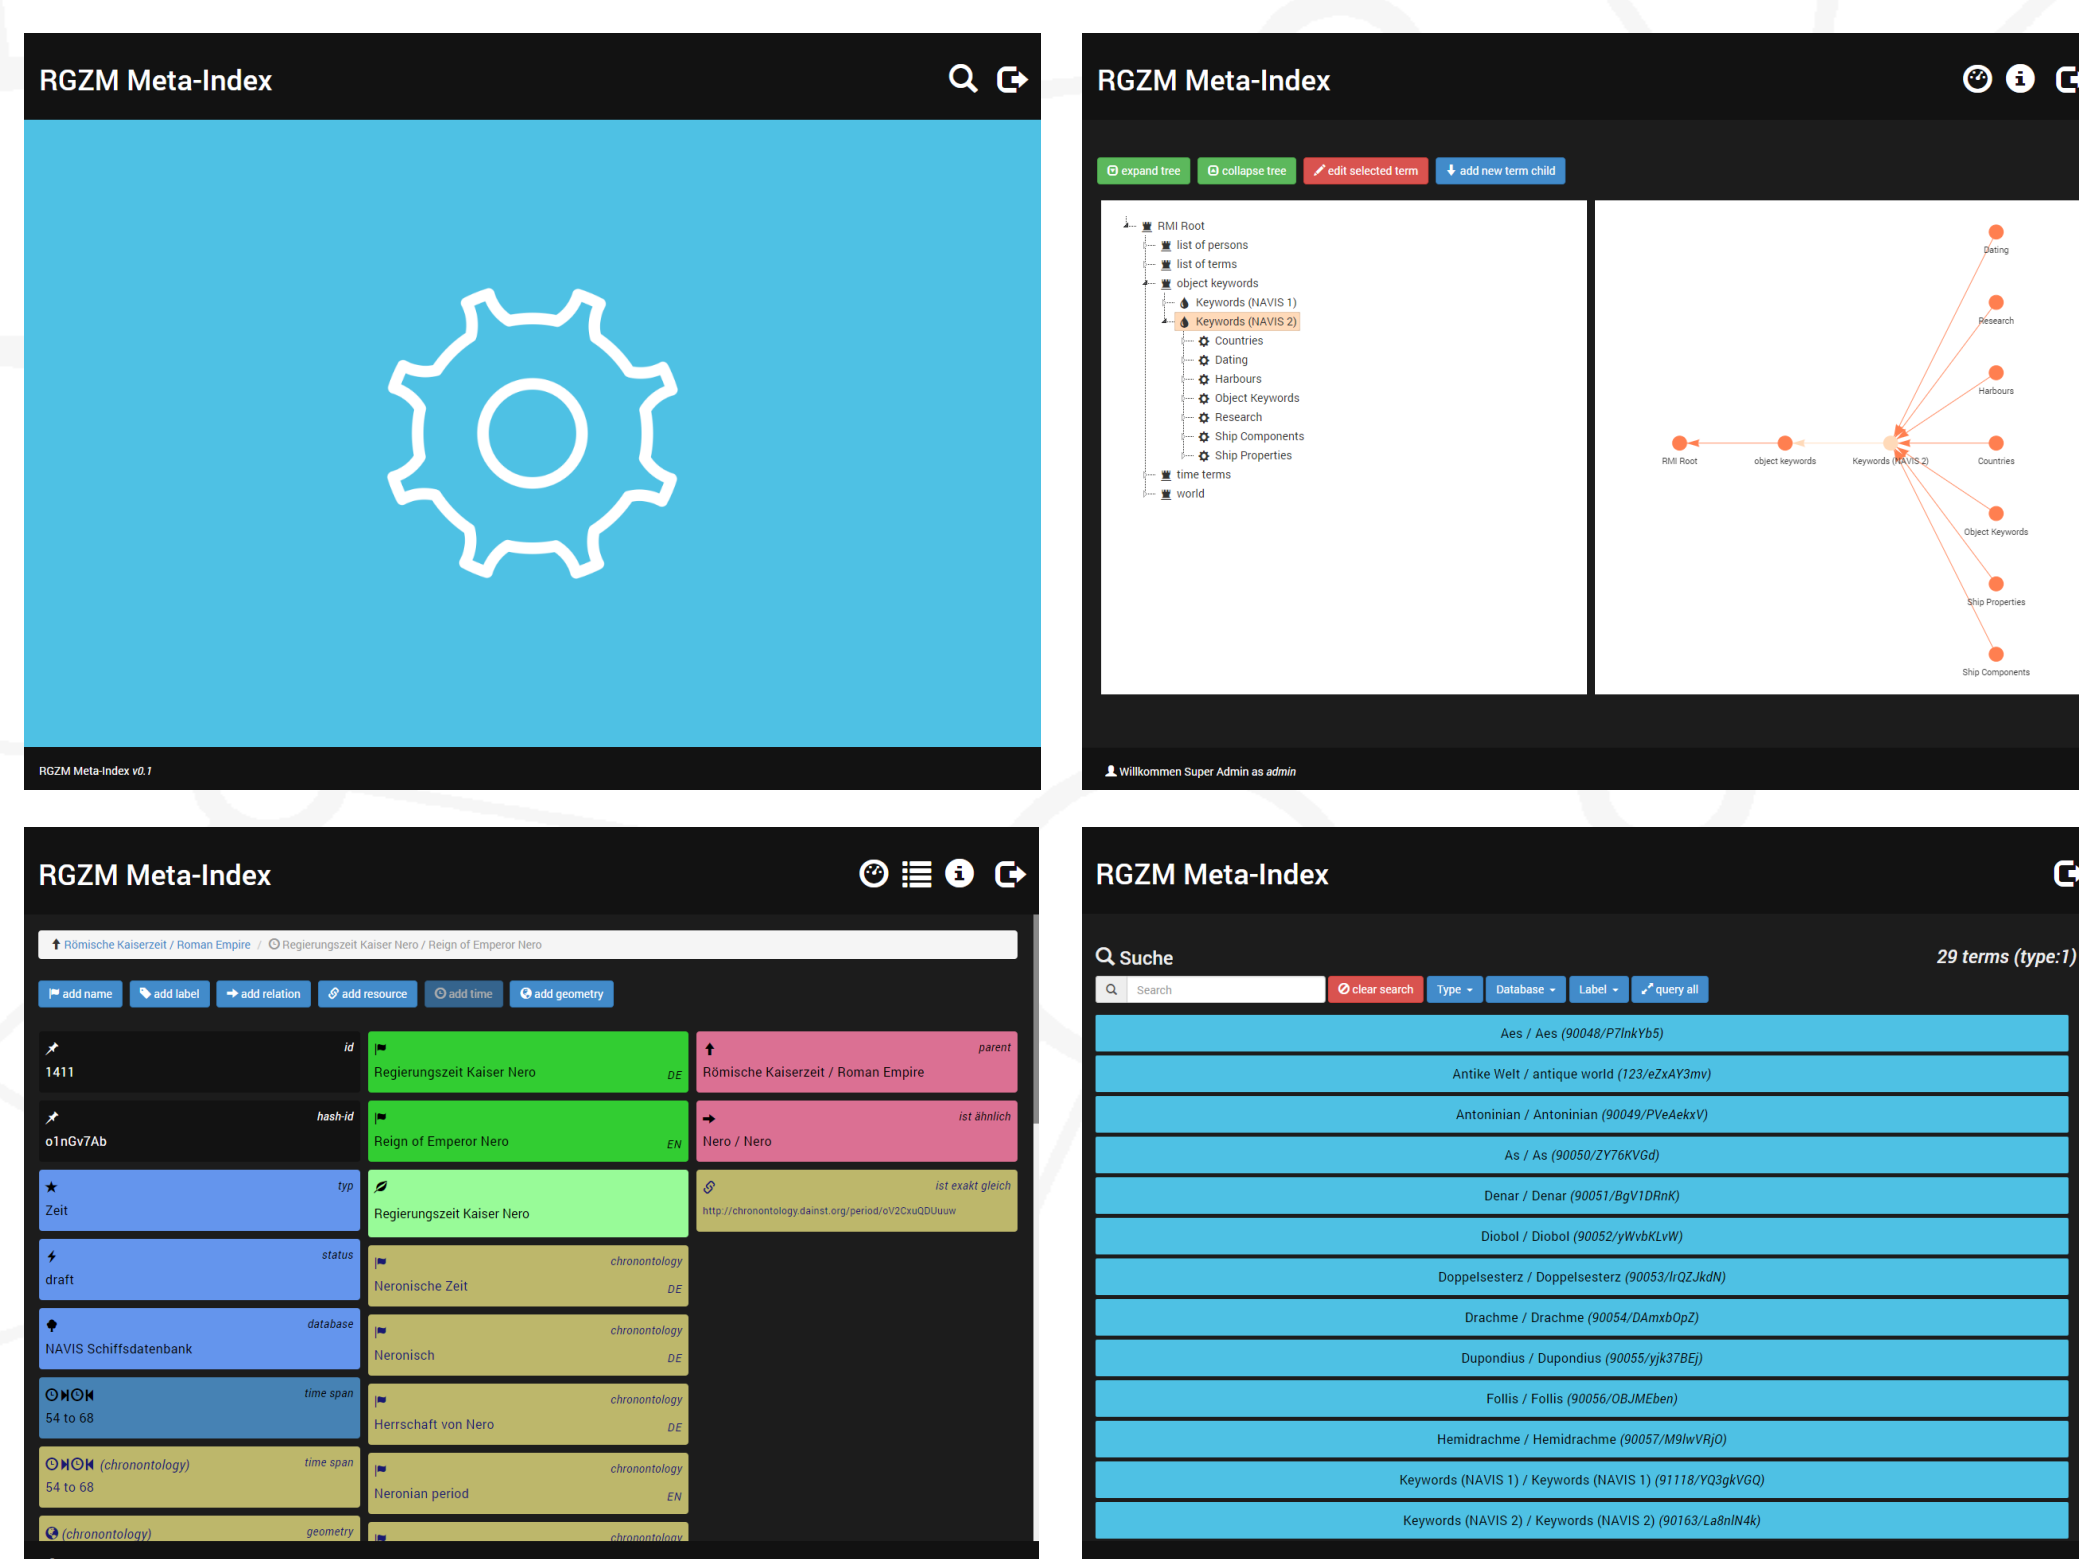 RGZM Meta-Index
RGZM Meta-Index v0.1
RGZM Meta-Index
expand tree
collapse tree
edit selected term
add new term child
RMI Root
list of persons
list of terms
object keywords
Keywords (NAVIS 1)
Keywords (NAVIS 2)
Countries
Dating
Harbours
Object Keywords
Research
Ship Components
Ship Properties
time terms
world
Dating
Research
Harbours
RMI Root
object keywords
Keywords (NAVIS 2)
Countries
Object Keywords
Ship Properties
Ship Components
Willkommen Super Admin as admin
RGZM Meta-Index
Römische Kaiserzeit / Roman Empire / Regierungszeit Kaiser Nero / Reign of Emperor Nero
add name
add label
add relation
add resource
add time
add geometry
id
1411
hash-id
o1nGv7Ab
typ
Zeit
status
draft
database
NAVIS Schiffsdatenbank
time span
54 to 68
(chronontology) time span
54 to 68
(chronontology) geometry
Regierungszeit Kaiser Nero DE
Reign of Emperor Nero EN
Regierungszeit Kaiser Nero
chronontology
Neronische Zeit DE
chronontology
Neronisch DE
chronontology
Herrschaft von Nero DE
chronontology
Neronian period EN
chronontology
parent
Römische Kaiserzeit / Roman Empire
ist ähnlich
Nero / Nero
ist exakt gleich
http://chronontology.dainst.org/period/oV2CxuQDUuuw
RGZM Meta-Index
Suche
29 terms (type:1)
Search
clear search
Type
Database
Label
query all
Aes / Aes (90048/P7lnkYb5)
Antike Welt / antique world (123/eZxAY3mv)
Antoninian / Antoninian (90049/PVeAekxV)
As / As (90050/ZY76KVGd)
Denar / Denar (90051/BgV1DRnK)
Diobol / Diobol (90052/yWvbKLvW)
Doppelsesterz / Doppelsesterz (90053/lrQZJkdN)
Drachme / Drachme (90054/DAmxbOpZ)
Dupondius / Dupondius (90055/yjk37BEj)
Follis / Follis (90056/OBJMEben)
Hemidrachme / Hemidrachme (90057/M9lwVRjO)
Keywords (NAVIS 1) / Keywords (NAVIS 1) (91118/YQ3gkVGQ)
Keywords (NAVIS 2) / Keywords (NAVIS 2) (90163/La8nlN4k)